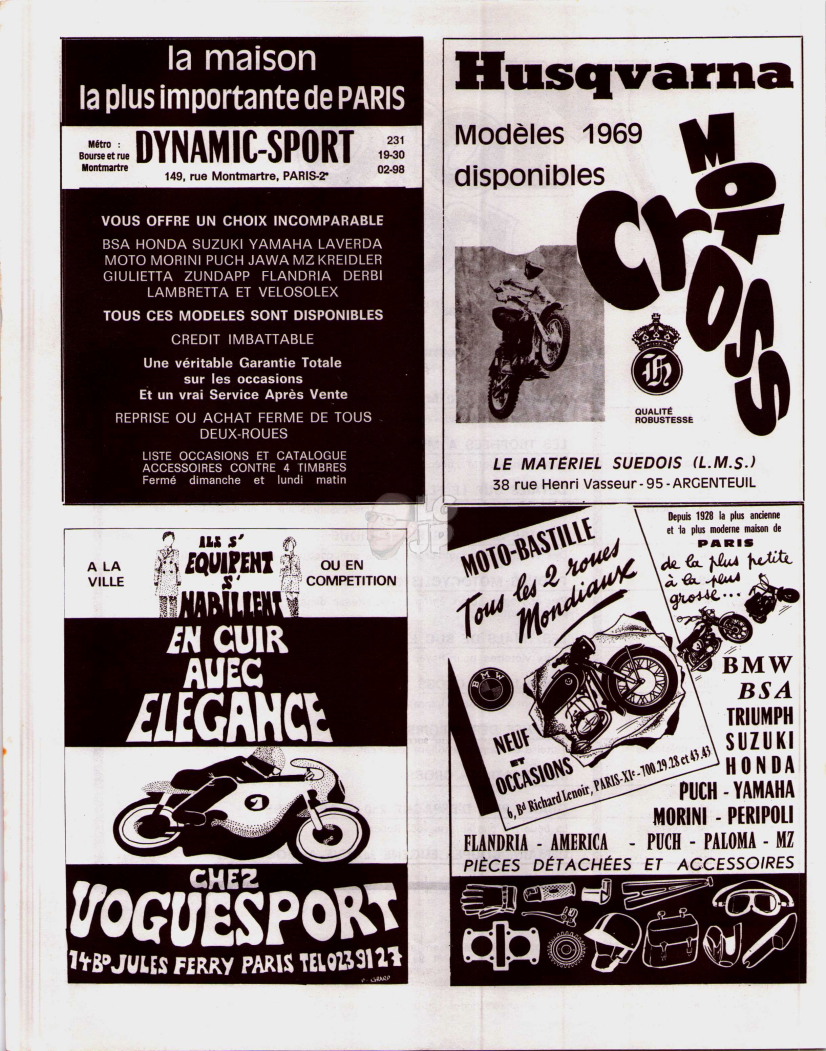 la maison
la plus importante de PARIS
Métro :
Bourse et rue
Montmartre
DYNAMIC-SPORT
149, rue Montmartre, PARIS-2e
231
19-30
02-98
VOUS OFFRE UN CHOIX INCOMPARABLE
BSA HONDA SUZUKI YAMAHA LAVERDA
MOTO MORINI PUCH JAWA MZ KREIDLER
GIULIETTA ZUNDAPP FLANDRIA DERBI
LAMBRETTA ET VELOSOLEX
TOUS CES MODELES SONT DISPONIBLES
CREDIT IMBATTABLE
Une véritable Garantie Totale
sur les occasions
Et un vrai Service Après Vente
REPRISE OU ACHAT FERME DE TOUS
DEUX-ROUES
LISTE OCCASIONS ET CATALOGUE
ACCESSOIRES CONTRE 4 TIMBRES
Fermé dimanche et lundi matin
Husqvarna
Modèles 1969
disponibles
MOTO
CROSS
H
QUALITÉ
ROBUSTESSE
LE MATÉRIEL SUEDOIS (L.M.S.)
38 rue Henri Vasseur - 95 - ARGENTEUIL
LG
JP
A LA
VILLE
ILS S'
EQUIPENT
S'
HABILLENT
OU EN
COMPETITION
EN CUIR
AVEC
ELEGANCE
CHEZ
VOGUESPORT
14 BD JULES FERRY PARIS TEL 023 91 27
MOTO-BASTILLE
Tous les 2 roues
Mondiaux
BMW
NEUF
ET
OCCASIONS
6, Bd Richard Lenoir, PARIS-XIe - 700.29.28 et 43.43
Depuis 1928 la plus ancienne
et la plus moderne maison de
PARIS
de la plus petite
à la plus
grosse...
BMW
BSA
TRIUMPH
SUZUKI
HONDA
PUCH - YAMAHA
MORINI - PERIPOLI
FLANDRIA - AMERICA - PUCH - PALOMA - MZ
PIÈCES DÉTACHÉES ET ACCESSOIRES